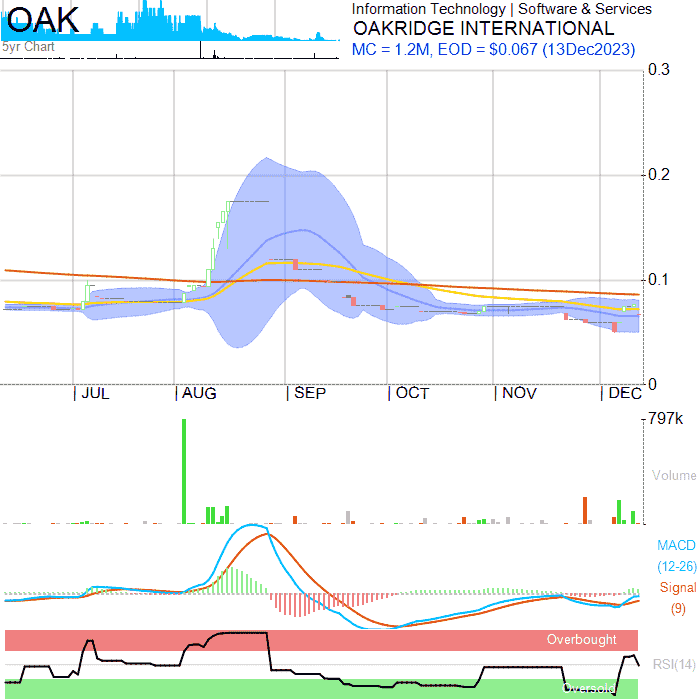 OAK
5yr Chart
Information Technology | Software & Services
OAKRIDGE INTERNATIONAL
MC = 1.2M, EOD = $0.067 (13Dec2023)
0.3
0.2
0.1
0
| JUL | AUG | SEP | OCT | NOV | DEC
797k
Volume
MACD
(12-26)
Signal
(9)
Overbought
RSI(14)
Oversold